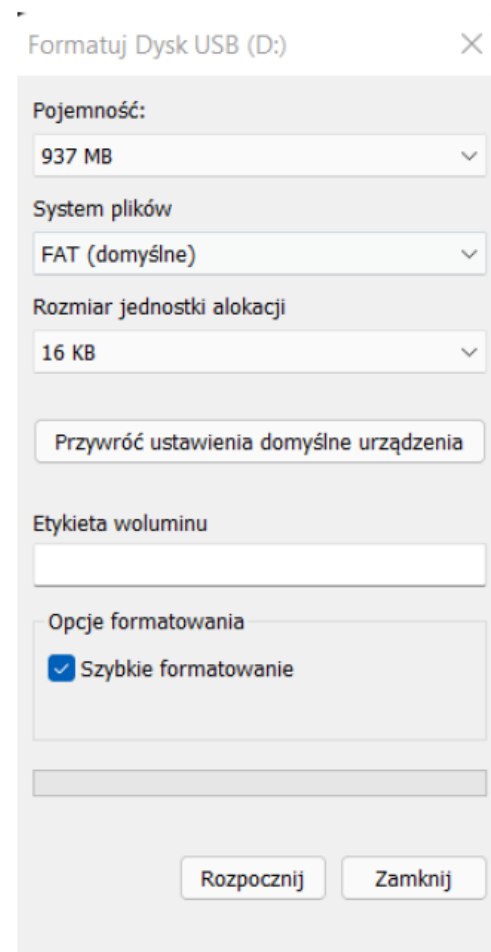 Formatuj Dysk USB (D:)
Pojemność:
937 MB
System plików
FAT (domyślne)
Rozmiar jednostki alokacji
16 KB
Przywróć ustawienia domyślne urządzenia
Etykieta woluminu
Opcje formatowania
Szybkie formatowanie
Rozpocznij Zamknij